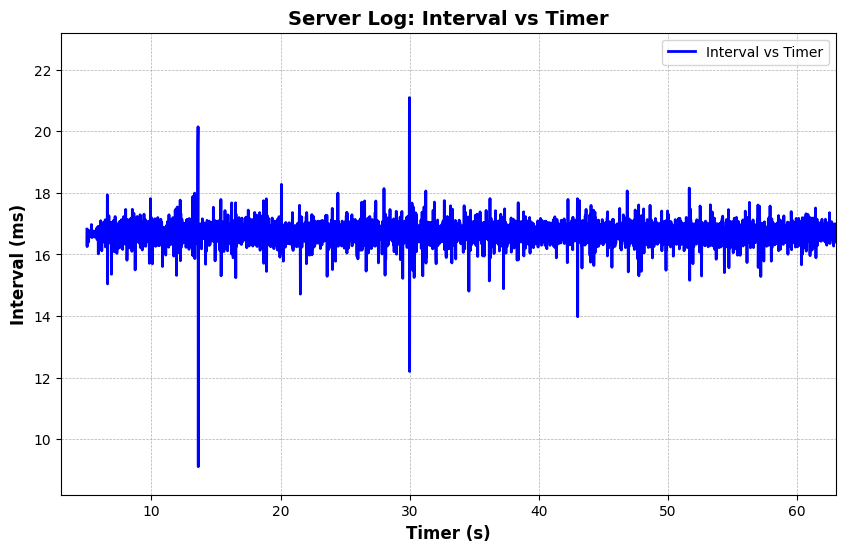 Server Log: Interval vs Timer
Interval vs Timer
22
20
18
16
14
12
10
Interval (ms)
10 20 30 40 50 60
Timer (s)